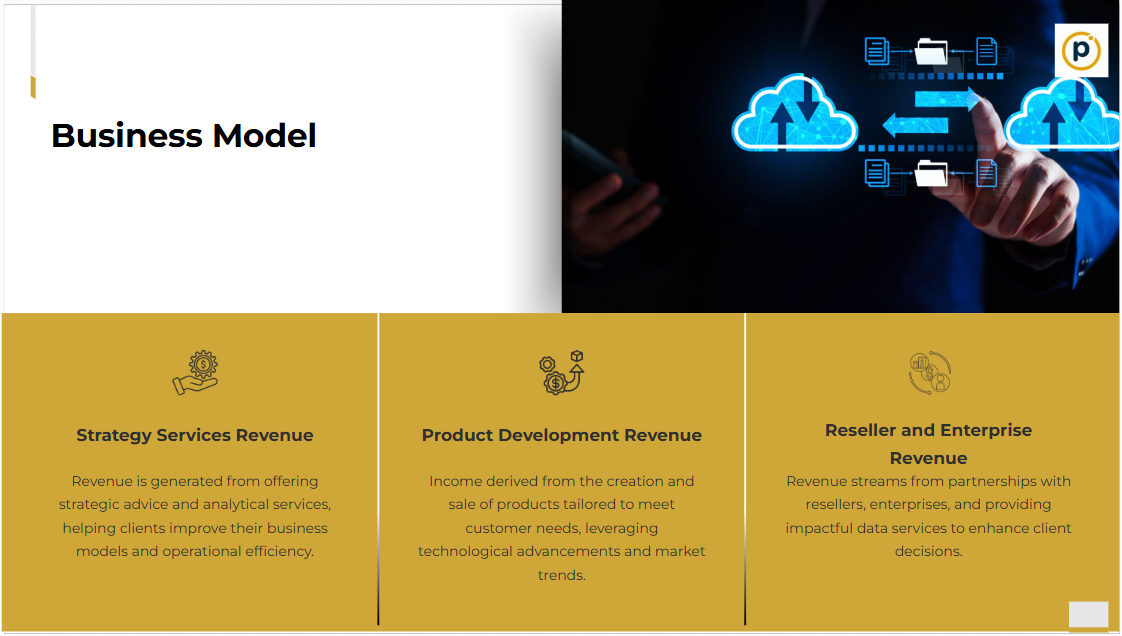 Business Model
p
Strategy Services Revenue
Revenue is generated from offering
strategic advice and analytical services,
helping clients improve their business
models and operational efficiency.
Product Development Revenue
Income derived from the creation and
sale of products tailored to meet
customer needs, leveraging
technological advancements and market
trends.
Reseller and Enterprise
Revenue
Revenue streams from partnerships with
resellers, enterprises, and providing
impactful data services to enhance client
decisions.